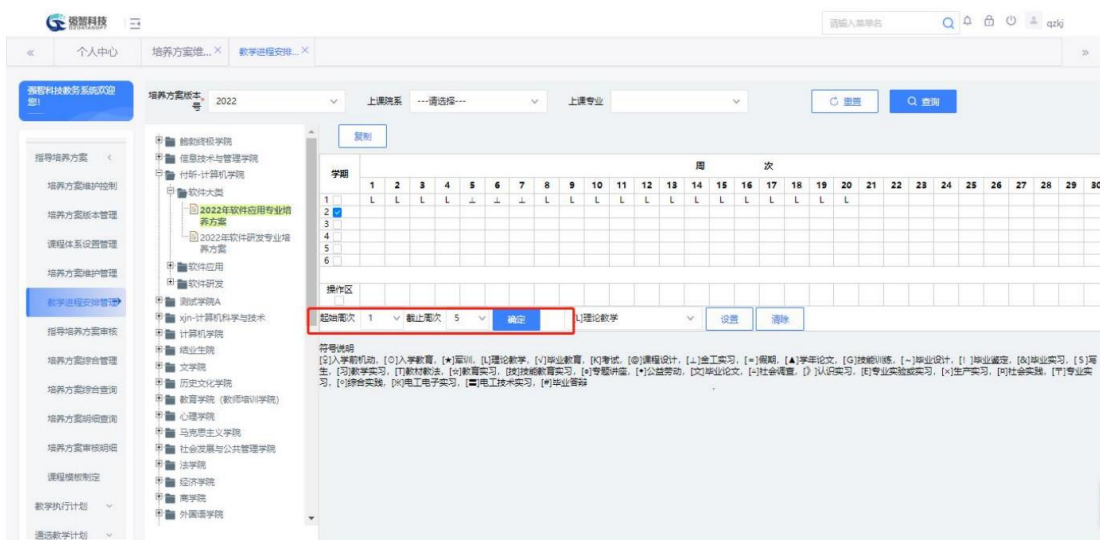 强智科技
QZDATASOFT
请输入菜单名
qzkj
«
个人中心
培养方案维... ×
教学进程安排... ×
»
强智科技教务系统欢迎您!
指导培养方案
培养方案维护控制
培养方案版本管理
课程体系设置管理
培养方案维护管理
教学进程安排管理
指导培养方案审核
培养方案综合管理
培养方案综合查询
培养方案明细查询
培养方案审核明细
课程模板制定
教学执行计划
通选教学计划
培养方案版本号* 2022
上课院系 ---请选择---
上课专业
重置
查询
信息技术与管理学院
付昕-计算机学院
软件大类
2022年软件应用专业培养方案
2022年软件研发专业培养方案
软件应用
软件研发
测试学院A
xjn-计算机科学与技术
计算机学院
结业生院
文学院
历史文化学院
教育学院(教师培训学院)
心理学院
马克思主义学院
社会发展与公共管理学院
法学院
经济学院
商学院
外国语学院
复制
学期 周 次
1 2 3 4 5 6 7 8 9 10 11 12 13 14 15 16 17 18 19 20 21 22 23 24 25 26 27 28 29 30
1 L L L L ⊥ ⊥ ⊥ L L L L L L L L L L L L L
2
3
4
5
6
操作区
起始周次 1 截止周次 5 确定 [L]理论教学 设置 清除
符号说明
[♀]入学前机动, [O]入学教育, [★]军训, [L]理论教学, [√]毕业教育, [K]考试, [@]课程设计, [⊥]金工实习, [=]假期, [▲]学年论文, [G]技能训练, [~]毕业设计, [!]毕业鉴定, [&]毕业实习, [$]写
生, [习]教学实习, [T]教材教法, [☆]教育实习, [技]技能教育实习, [♦]专题讲座, [•]公益劳动, [文]毕业论文, [÷]社会调查, [》]认识实习, [E]专业实验或实习, [×]生产实习, [□]社会实践, [〒]专业实
习, [◊]综合实践, [※]电工电子实习, [〓]电工技术实习, [#]毕业答辩